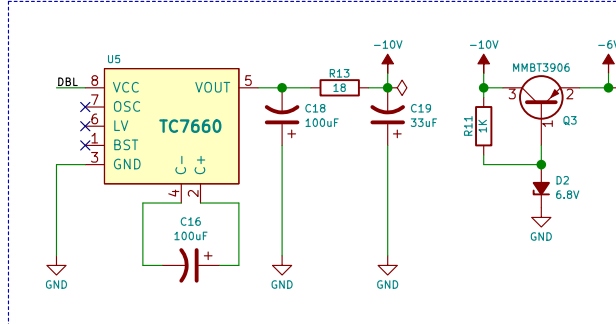 U5
DBL
8
VCC
7
OSC
6
LV
1
BST
3
GND
VOUT
5
TC7660
C-
C+
4
2
C16
100uF
+
GND
C18
100uF
+
GND
R13
18
-10V
C19
33uF
+
GND
-10V
MMBT3906
3
2
1
Q3
R11
1K
D2
6.8V
GND